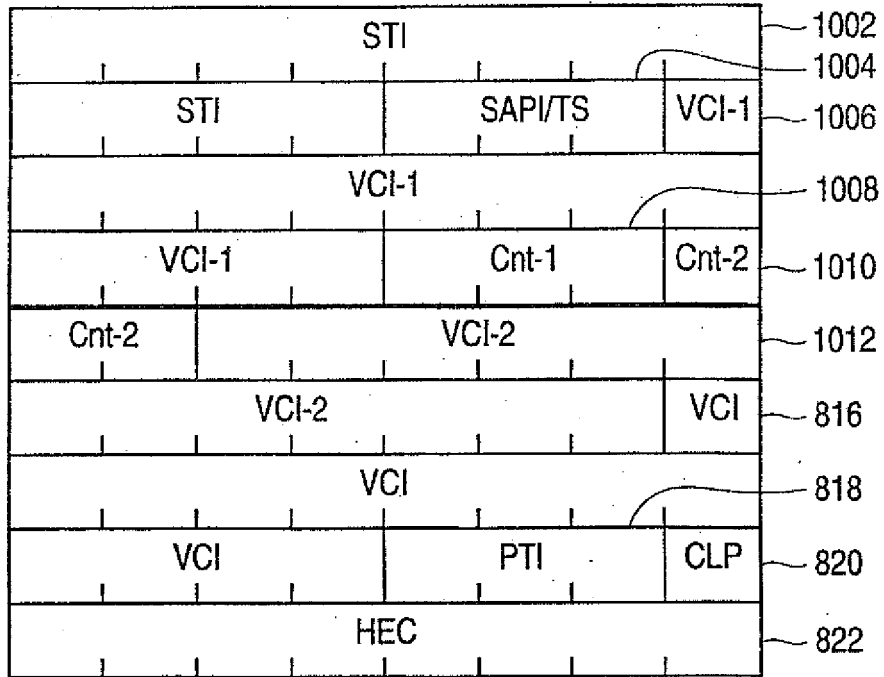 STI 1002
1004
STI SAPI/TS VCI-1 1006
VCI-1
1008
VCI-1 Cnt-1 Cnt-2 1010
Cnt-2 VCI-2 1012
VCI-2 VCI 816
VCI 818
VCI PTI CLP 820
HEC 822